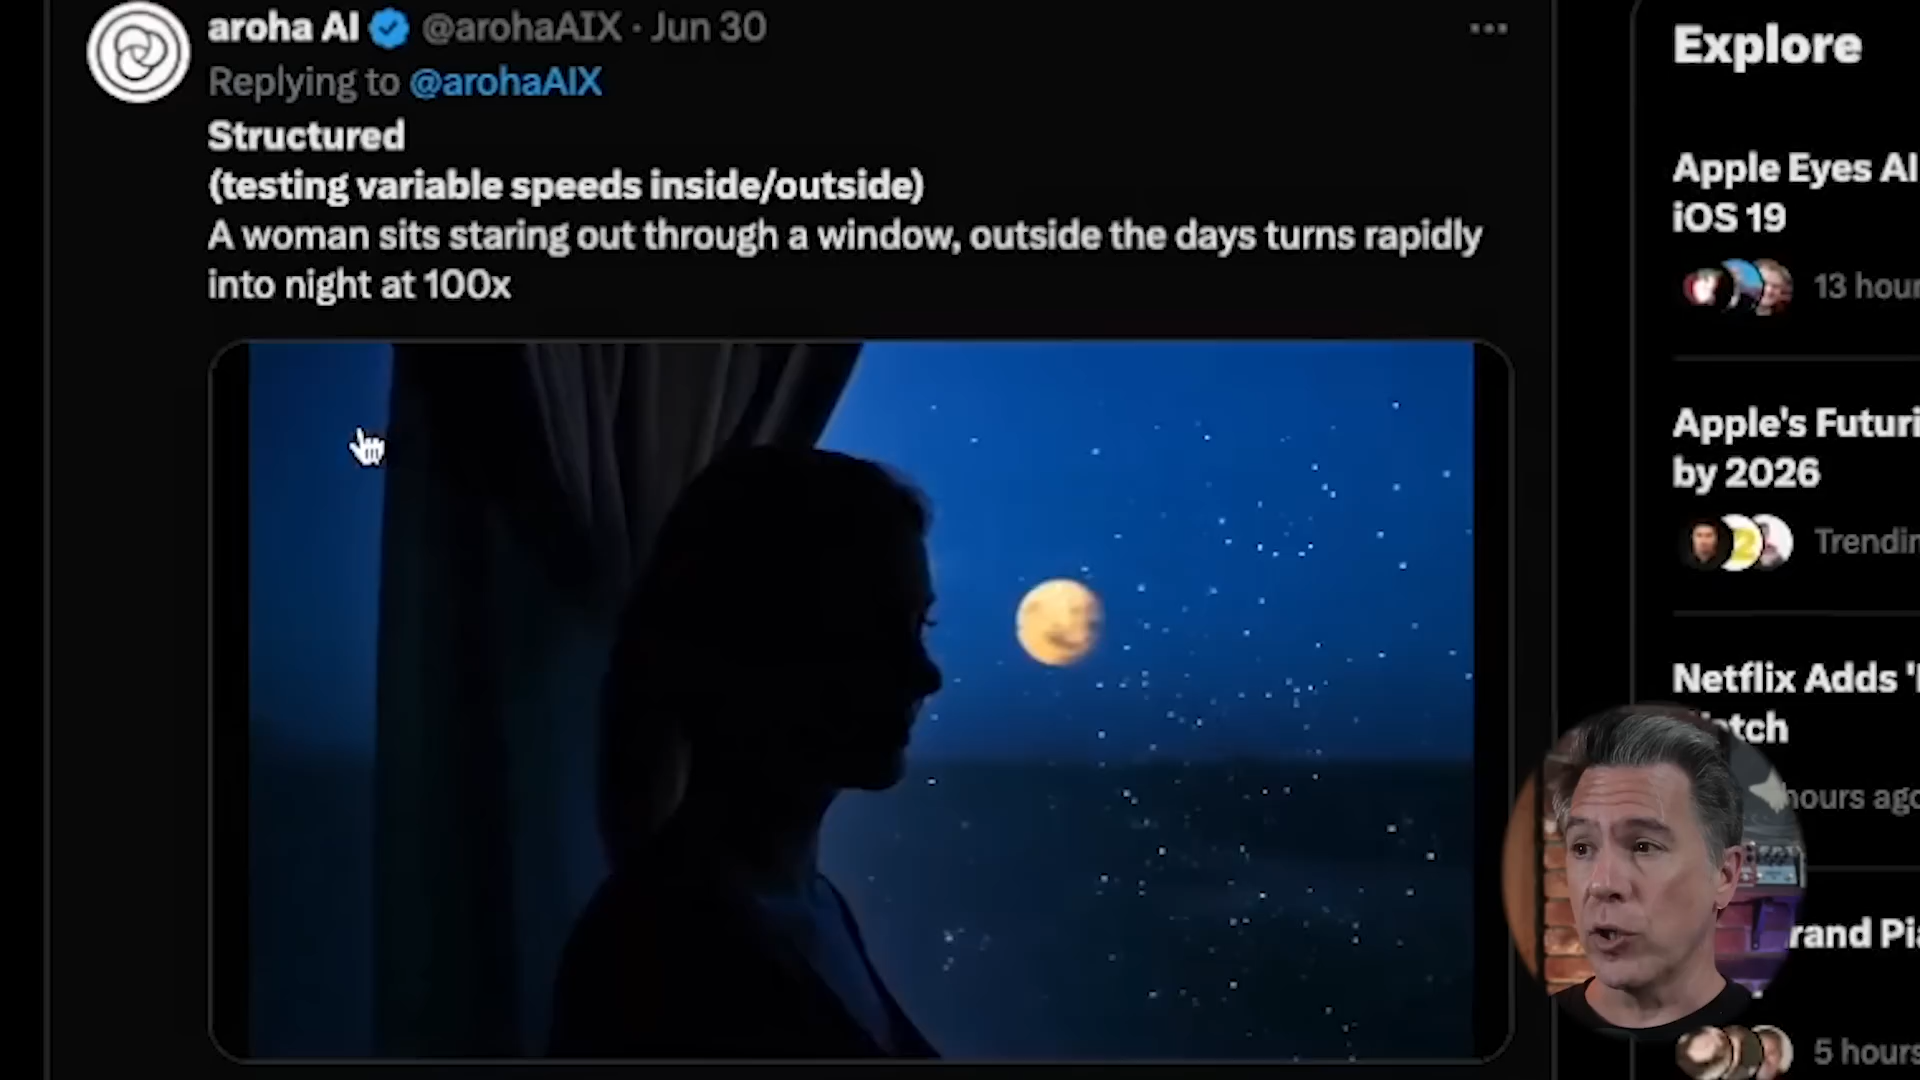 aroha AI @arohaAIX · Jun 30
Replying to @arohaAIX
Structured
(testing variable speeds inside/outside)
A woman sits staring out through a window, outside the days turns rapidly
into night at 100x
Explore
Apple Eyes AI
iOS 19
13 hour
Apple's Futuri
by 2026
Trendin
Netflix Adds '
hours ago
rand Pia
5 hours